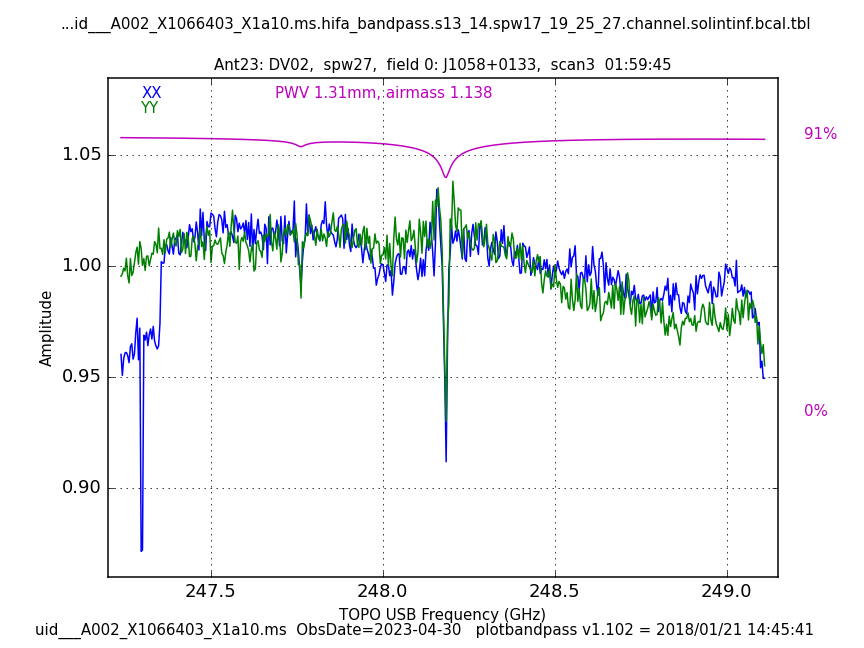 ...id___A002_X1066403_X1a10.ms.hifa_bandpass.s13_14.spw17_19_25_27.channel.solintinf.bcal.tbl
Ant23: DV02,  spw27,  field 0: J1058+0133,  scan3  01:59:45
XX
PWV 1.31mm, airmass 1.138
YY
91%
1.05
1.00
0.95
0.90
0%
Amplitude
247.5
248.0
248.5
249.0
TOPO USB Frequency (GHz)
uid___A002_X1066403_X1a10.ms  ObsDate=2023-04-30   plotbandpass v1.102 = 2018/01/21 14:45:41